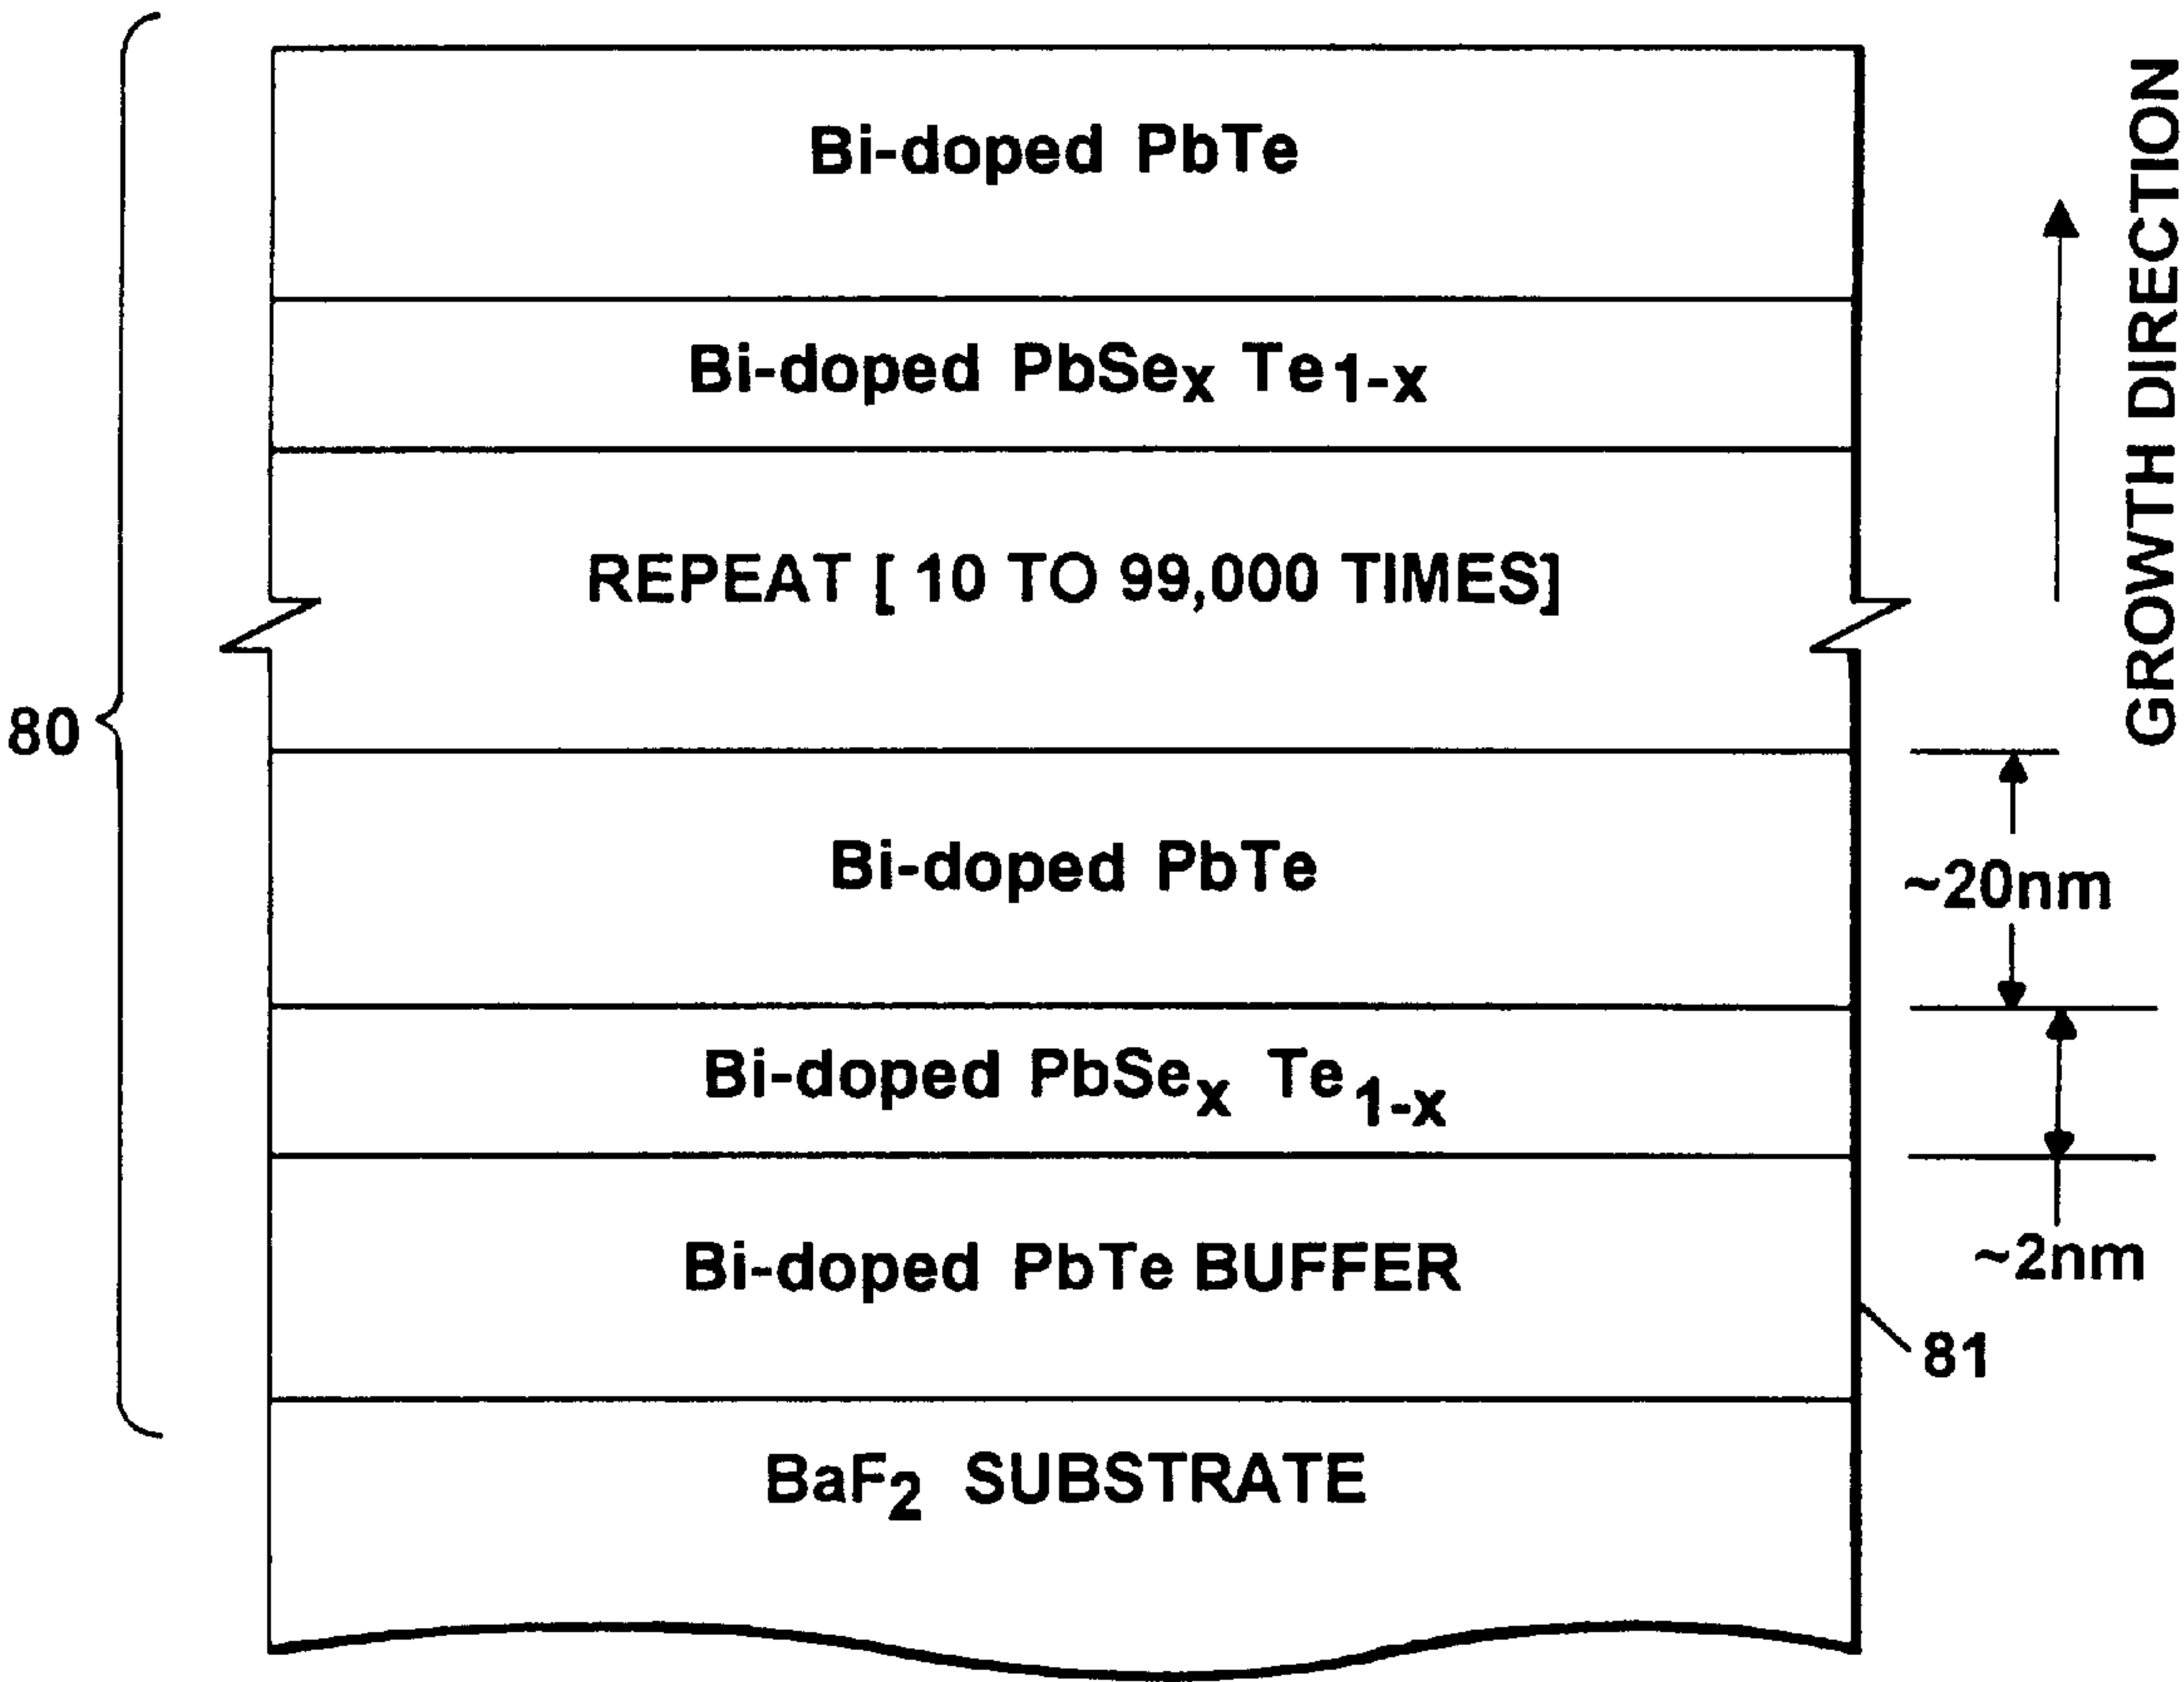 Bi-doped PbTe
Bi-doped PbSex Te1-x
REPEAT [ 10 TO 99,000 TIMES]
80
Bi-doped PbTe
~20nm
Bi-doped PbSex Te1-x
Bi-doped PbTe BUFFER
~2nm
81
BaF2 SUBSTRATE
GROWTH DIRECTION